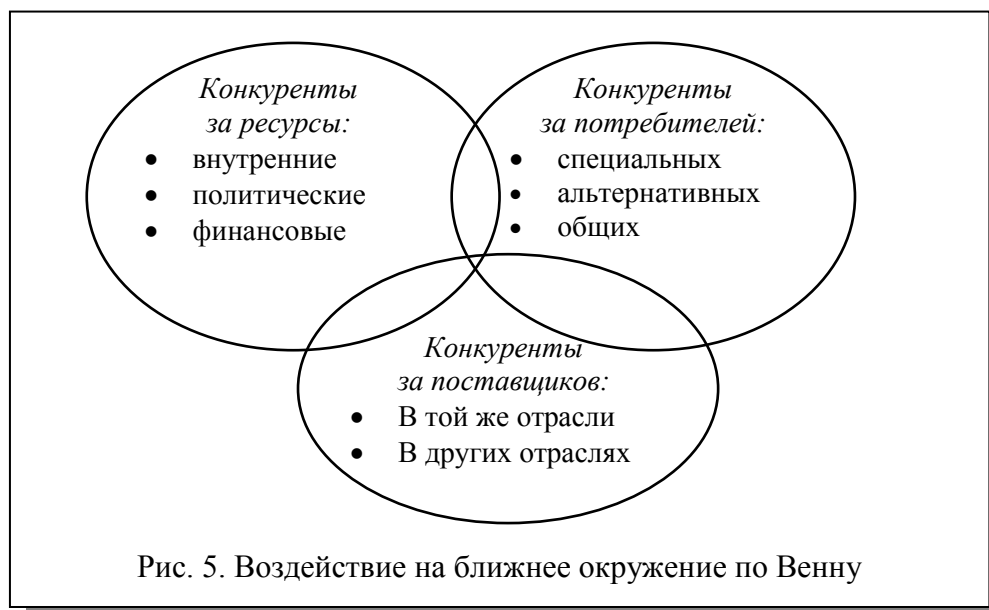 Конкуренты
за ресурсы:
• внутренние
• политические
• финансовые
Конкуренты
за потребителей:
• специальных
• альтернативных
• общих
Конкуренты
за поставщиков:
• В той же отрасли
• В других отраслях
Рис. 5. Воздействие на ближнее окружение по Венну